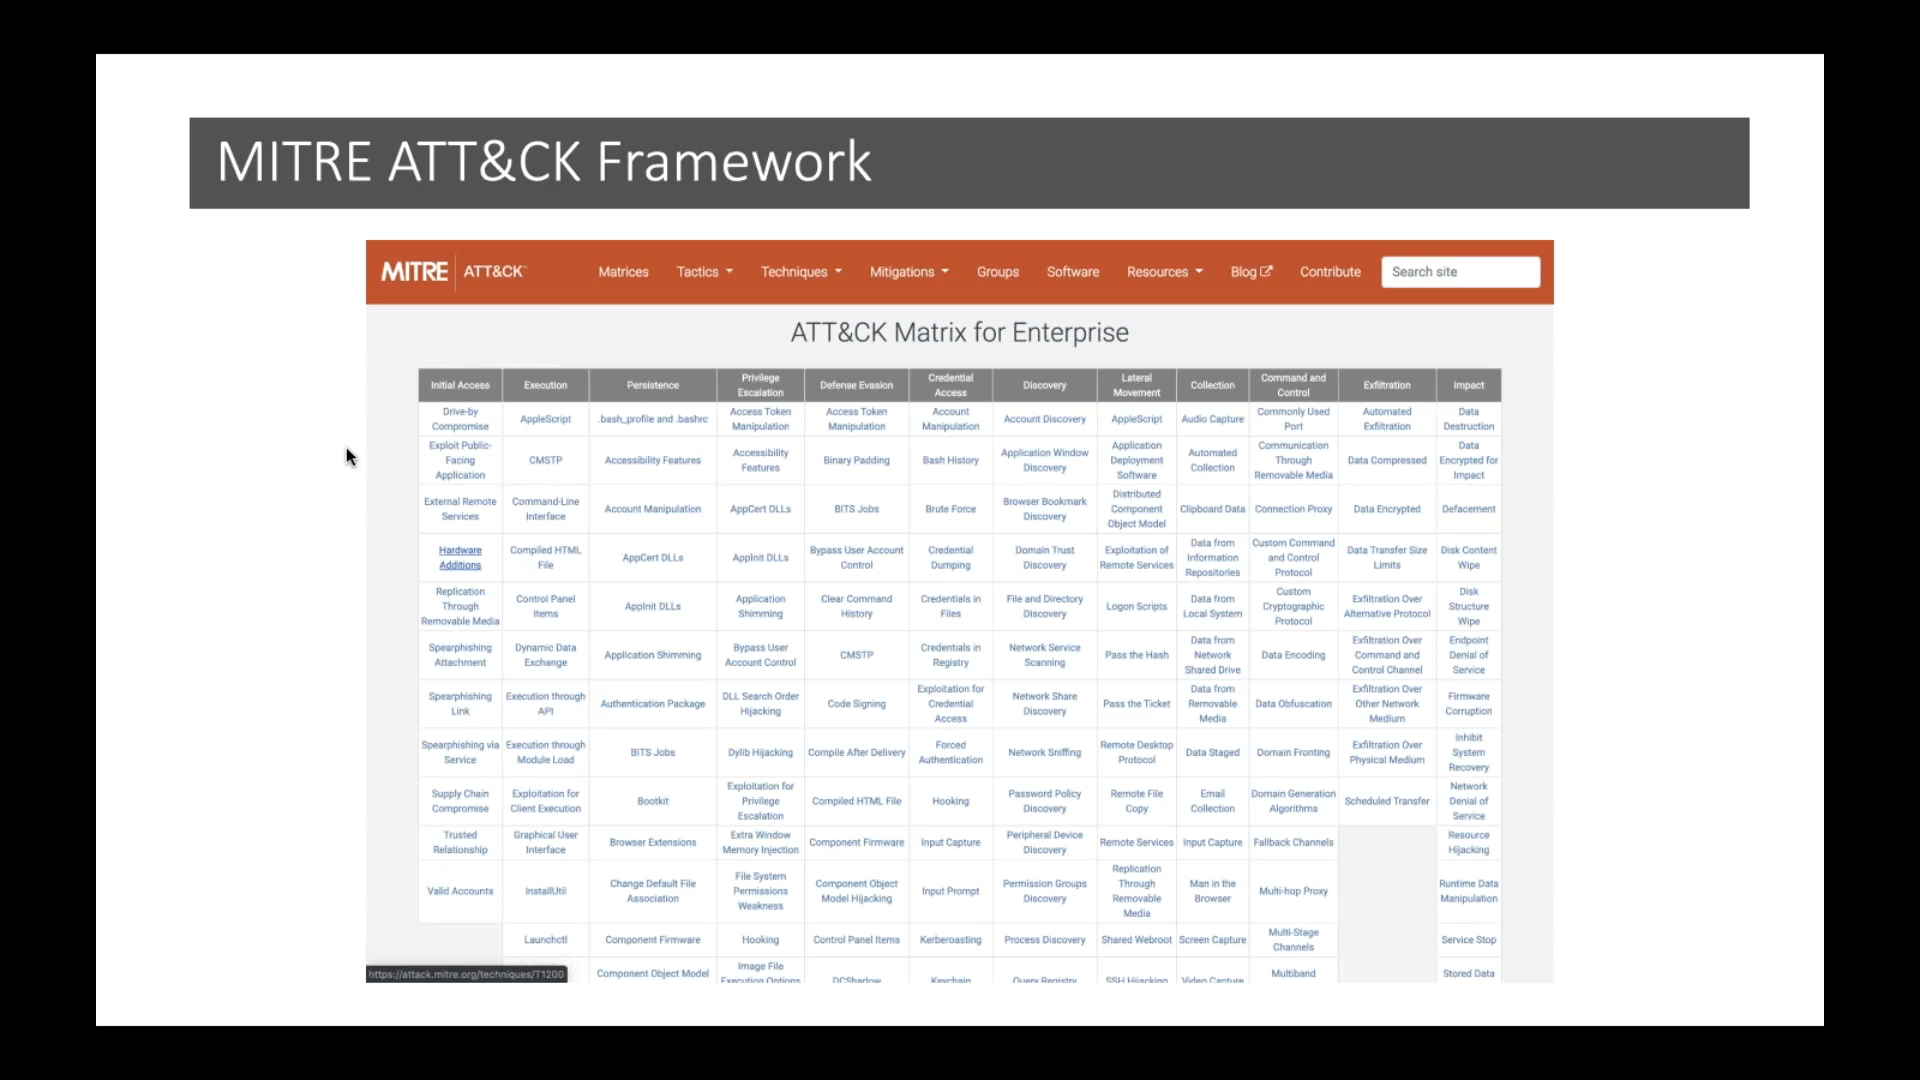 MITRE ATT&CK Framework
MITRE ATT&CK™
Matrices Tactics Techniques Mitigations Groups Software Resources Blog Contribute Search site
ATT&CK Matrix for Enterprise
Initial Access
Execution
Persistence
Privilege
Escalation
Defense Evasion
Credential
Access
Discovery
Lateral
Movement
Collection
Command and
Control
Exfiltration
Impact
Drive-by
Compromise
AppleScript
.bash_profile and .bashrc
Access Token
Manipulation
Access Token
Manipulation
Account
Manipulation
Account Discovery
AppleScript
Audio Capture
Commonly Used
Port
Automated
Exfiltration
Data
Destruction
Exploit Public-
Facing
Application
CMSTP
Accessibility Features
Accessibility
Features
Binary Padding
Bash History
Application Window
Discovery
Application
Deployment
Software
Automated
Collection
Communication
Through
Removable Media
Data Compressed
Data
Encrypted for
Impact
External Remote
Services
Command-Line
Interface
Account Manipulation
AppCert DLLs
BITS Jobs
Brute Force
Browser Bookmark
Discovery
Distributed
Component
Object Model
Clipboard Data
Connection Proxy
Data Encrypted
Defacement
Hardware
Additions
Compiled HTML
File
AppCert DLLs
AppInit DLLs
Bypass User Account
Control
Credential
Dumping
Domain Trust
Discovery
Exploitation of
Remote Services
Data from
Information
Repositories
Custom Command
and Control
Protocol
Data Transfer Size
Limits
Disk Content
Wipe
Replication
Through
Removable Media
Control Panel
Items
AppInit DLLs
Application
Shimming
Clear Command
History
Credentials in
Files
File and Directory
Discovery
Logon Scripts
Data from
Local System
Custom
Cryptographic
Protocol
Exfiltration Over
Alternative Protocol
Disk
Structure
Wipe
Spearphishing
Attachment
Dynamic Data
Exchange
Application Shimming
Bypass User
Account Control
CMSTP
Credentials in
Registry
Network Service
Scanning
Pass the Hash
Data from
Network
Shared Drive
Data Encoding
Exfiltration Over
Command and
Control Channel
Endpoint
Denial of
Service
Spearphishing
Link
Execution through
API
Authentication Package
DLL Search Order
Hijacking
Code Signing
Exploitation for
Credential
Access
Network Share
Discovery
Pass the Ticket
Data from
Removable
Media
Data Obfuscation
Exfiltration Over
Other Network
Medium
Firmware
Corruption
Spearphishing via
Service
Execution through
Module Load
BITS Jobs
Dylib Hijacking
Compile After Delivery
Forced
Authentication
Network Sniffing
Remote Desktop
Protocol
Data Staged
Domain Fronting
Exfiltration Over
Physical Medium
Inhibit
System
Recovery
Supply Chain
Compromise
Exploitation for
Client Execution
Bootkit
Exploitation for
Privilege
Escalation
Compiled HTML File
Hooking
Password Policy
Discovery
Remote File
Copy
Email
Collection
Domain Generation
Algorithms
Scheduled Transfer
Network
Denial of
Service
Trusted
Relationship
Graphical User
Interface
Browser Extensions
Extra Window
Memory Injection
Component Firmware
Input Capture
Peripheral Device
Discovery
Remote Services
Input Capture
Fallback Channels
Resource
Hijacking
Valid Accounts
InstallUtil
Change Default File
Association
File System
Permissions
Weakness
Component Object
Model Hijacking
Input Prompt
Permission Groups
Discovery
Replication
Through
Removable
Media
Man in the
Browser
Multi-hop Proxy
Runtime Data
Manipulation
Launchctl
Component Firmware
Hooking
Control Panel Items
Kerberoasting
Process Discovery
Shared Webroot
Screen Capture
Multi-Stage
Channels
Service Stop
https://attack.mitre.org/techniques/T1200
Component Object Model
Image File
Execution Options
DCShadow
Keychain
Query Registry
SSH Hijacking
Video Capture
Multiband
Stored Data